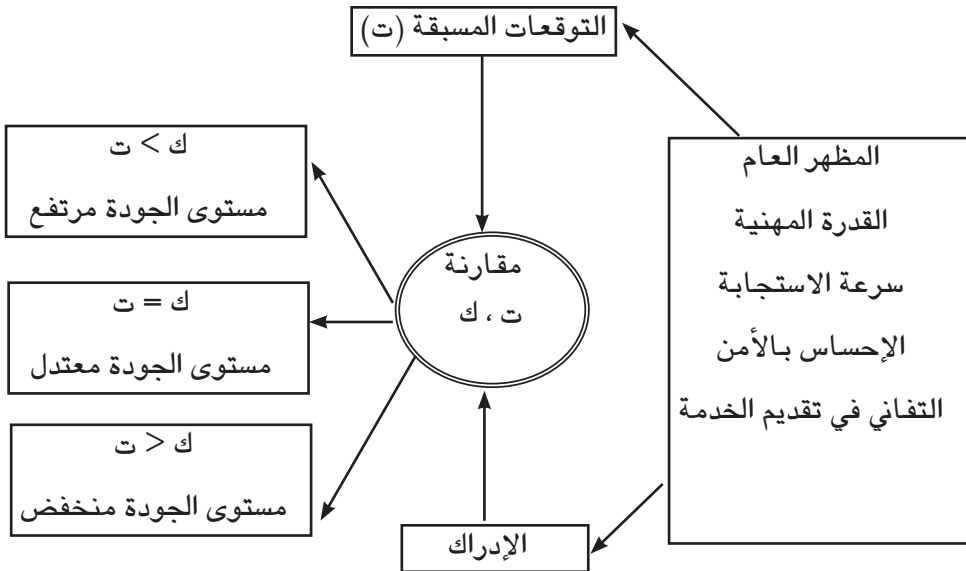 التوقعات المسبقة (ت)
المظهر العام
القدرة المهنية
سرعة الاستجابة
الإحساس بالأمن
التفاني في تقديم الخدمة
مقارنة
ت ، ك
ك > ت
مستوى الجودة مرتفع
ك = ت
مستوى الجودة معتدل
ك < ت
مستوى الجودة منخفض
الإدراك